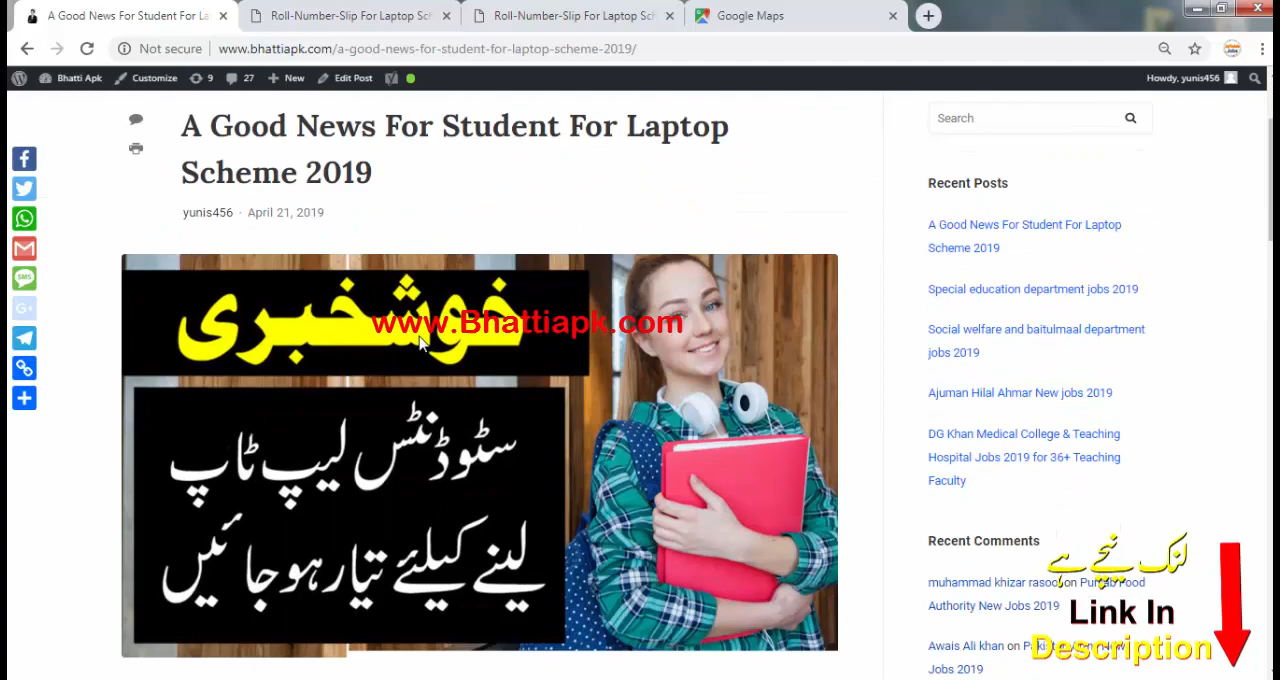 A Good News For Student For La
Roll-Number-Slip For Laptop Sch
Roll-Number-Slip For Laptop Sch
Google Maps
Not secure
www.bhattiapk.com/a-good-news-for-student-for-laptop-scheme-2019/
Bhatti Apk
Customize
9
27
New
Edit Post
Howdy, yunis456
A Good News For Student For Laptop
Scheme 2019
yunis456 · April 21, 2019
خوشخبری
www.Bhattiapk.com
سٹوڈنٹس لیپ ٹاپ
لینے کیلئے تیار ہو جائیں
SMS
G+
Search
Recent Posts
A Good News For Student For Laptop
Scheme 2019
Special education department jobs 2019
Social welfare and baitulmaal department
jobs 2019
Ajuman Hilal Ahmar New jobs 2019
DG Khan Medical College & Teaching
Hospital Jobs 2019 for 36+ Teaching
Faculty
Recent Comments
muhammad khizar rasool on Punjab Food
Authority New Jobs 2019
Awais Ali khan on
Jobs 2019
لنک نیچے ہے
Link In
Description